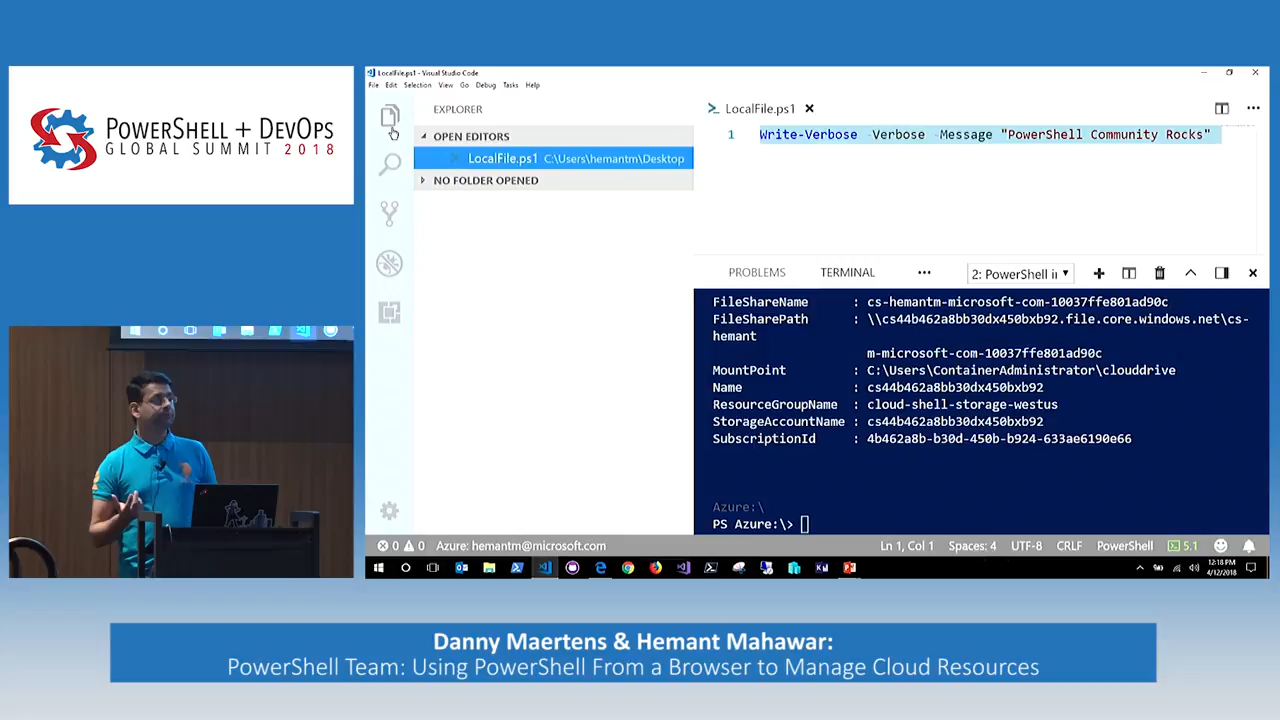 POWERSHELL + DEVOPS
GLOBAL SUMMIT 2018
LocalFile.ps1 - Visual Studio Code
File Edit Selection View Go Debug Tasks Help
EXPLORER
OPEN EDITORS
LocalFile.ps1 C:\Users\hemantm\Desktop
NO FOLDER OPENED
LocalFile.ps1
1 Write-Verbose -Verbose -Message "PowerShell Community Rocks"
PROBLEMS TERMINAL ••• 2: PowerShell i
FileShareName : cs-hemantm-microsoft-com-10037ffe801ad90c
FileSharePath : \\cs44b462a8bb30dx450bxb92.file.core.windows.net\cs-
hemant
m-microsoft-com-10037ffe801ad90c
MountPoint : C:\Users\ContainerAdministrator\clouddrive
Name : cs44b462a8bb30dx450bxb92
ResourceGroupName : cloud-shell-storage-westus
StorageAccountName : cs44b462a8bb30dx450bxb92
SubscriptionId : 4b462a8b-b30d-450b-b924-633ae6190e66
Azure:\
PS Azure:\>
0 0 Azure: hemantm@microsoft.com Ln 1, Col 1 Spaces: 4 UTF-8 CRLF PowerShell 5.1
12:18 PM
4/12/2018
Danny Maertens & Hemant Mahawar:
PowerShell Team: Using PowerShell From a Browser to Manage Cloud Resources